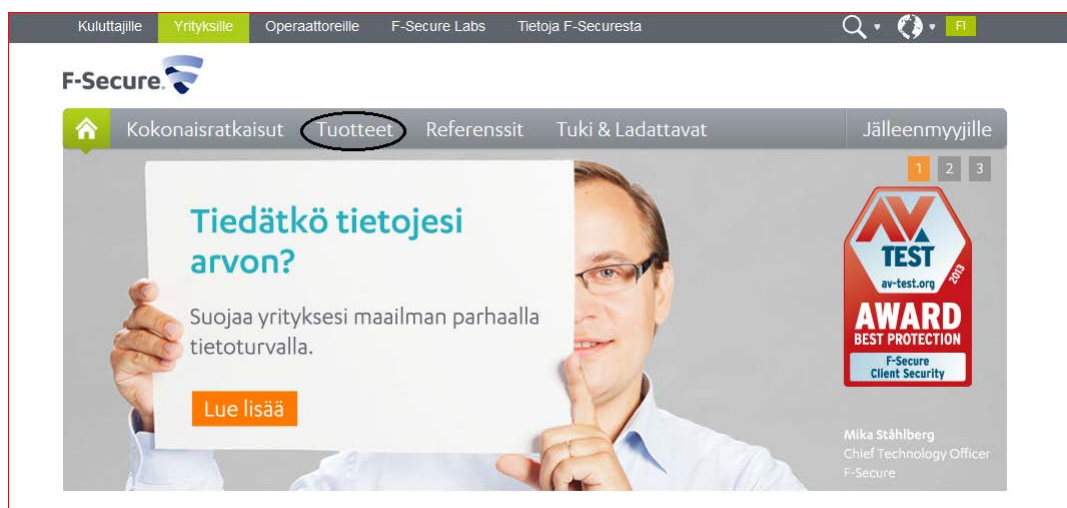 Kuluttajille Yrityksille Operaattoreille F-Secure Labs Tietoja F-Securesta FI
F-Secure.
Kokonaisratkaisut Tuotteet Referenssit Tuki & Ladattavat Jälleenmyyjille
1 2 3
Tiedätkö tietojesi
arvon?
Suojaa yrityksesi maailman parhaalla
tietoturvalla.
Lue lisää
AV
TEST
av-test.org
2013
AWARD
BEST PROTECTION
F-Secure
Client Security
Mika Ståhlberg
Chief Technology Officer
F-Secure